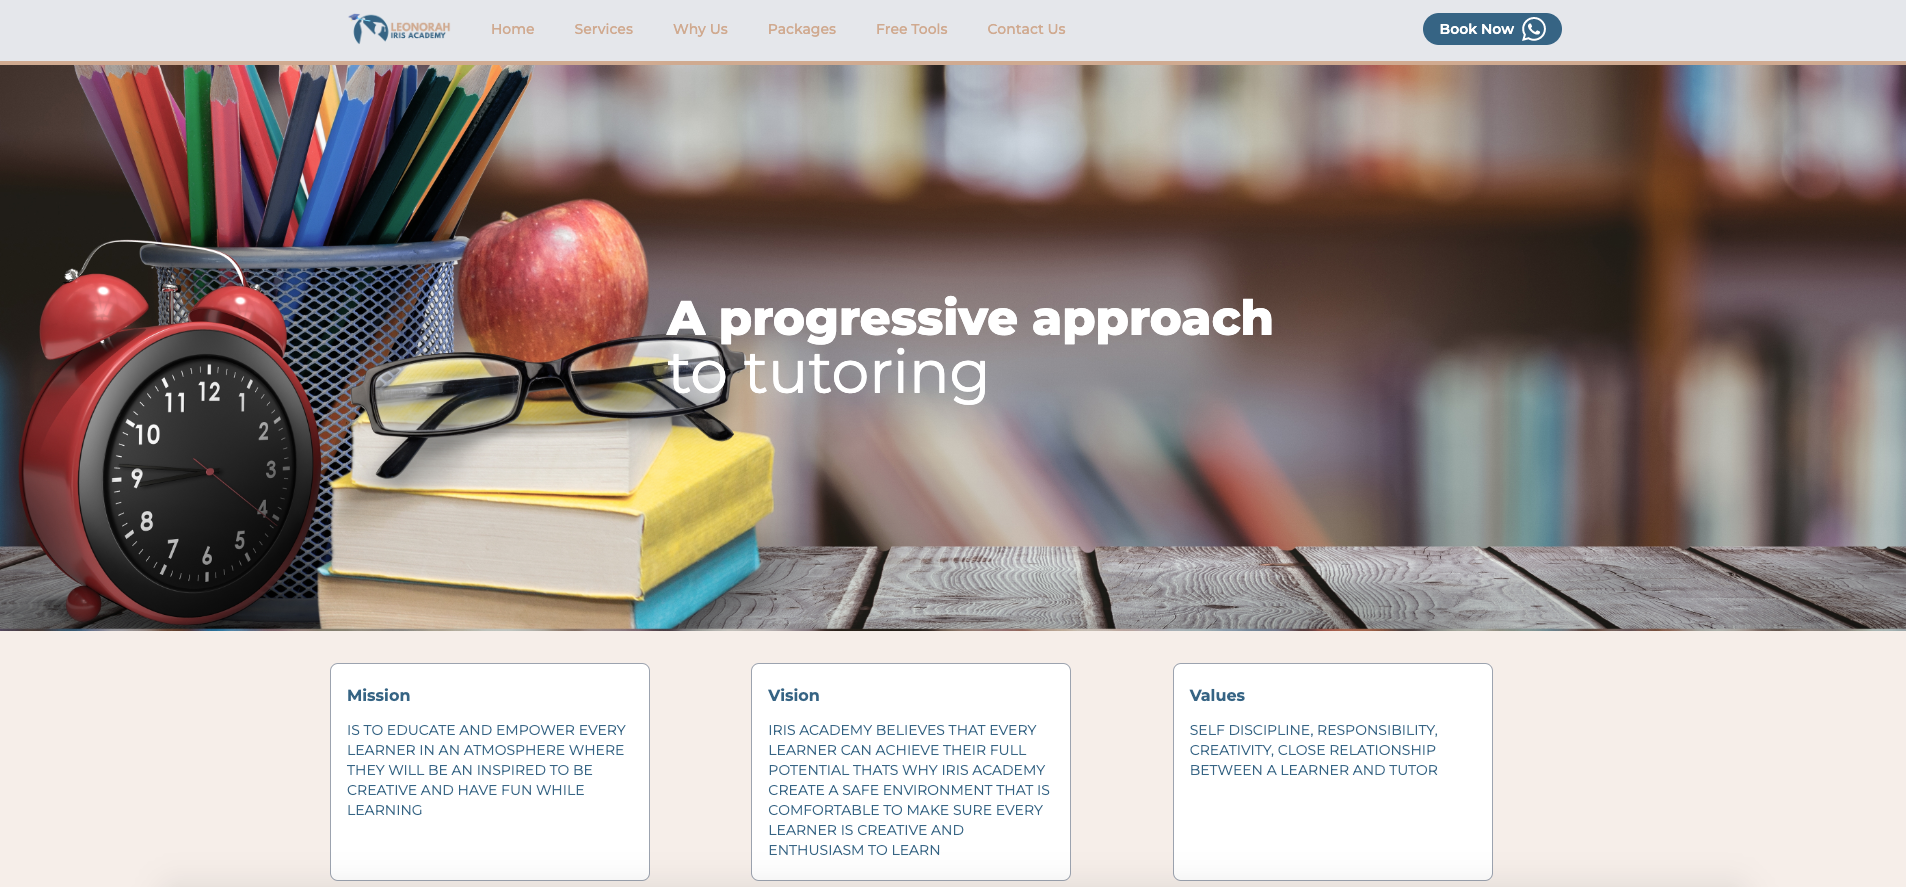 LEONORAH
IRIS ACADEMY
Home
Services
Why Us
Packages
Free Tools
Contact Us
Book Now
A progressive approach
to tutoring
12
1
2
3
4
5
6
7
8
9
10
11
Mission
IS TO EDUCATE AND EMPOWER EVERY
LEARNER IN AN ATMOSPHERE WHERE
THEY WILL BE AN INSPIRED TO BE
CREATIVE AND HAVE FUN WHILE
LEARNING
Vision
IRIS ACADEMY BELIEVES THAT EVERY
LEARNER CAN ACHIEVE THEIR FULL
POTENTIAL THATS WHY IRIS ACADEMY
CREATE A SAFE ENVIRONMENT THAT IS
COMFORTABLE TO MAKE SURE EVERY
LEARNER IS CREATIVE AND
ENTHUSIASM TO LEARN
Values
SELF DISCIPLINE, RESPONSIBILITY,
CREATIVITY, CLOSE RELATIONSHIP
BETWEEN A LEARNER AND TUTOR